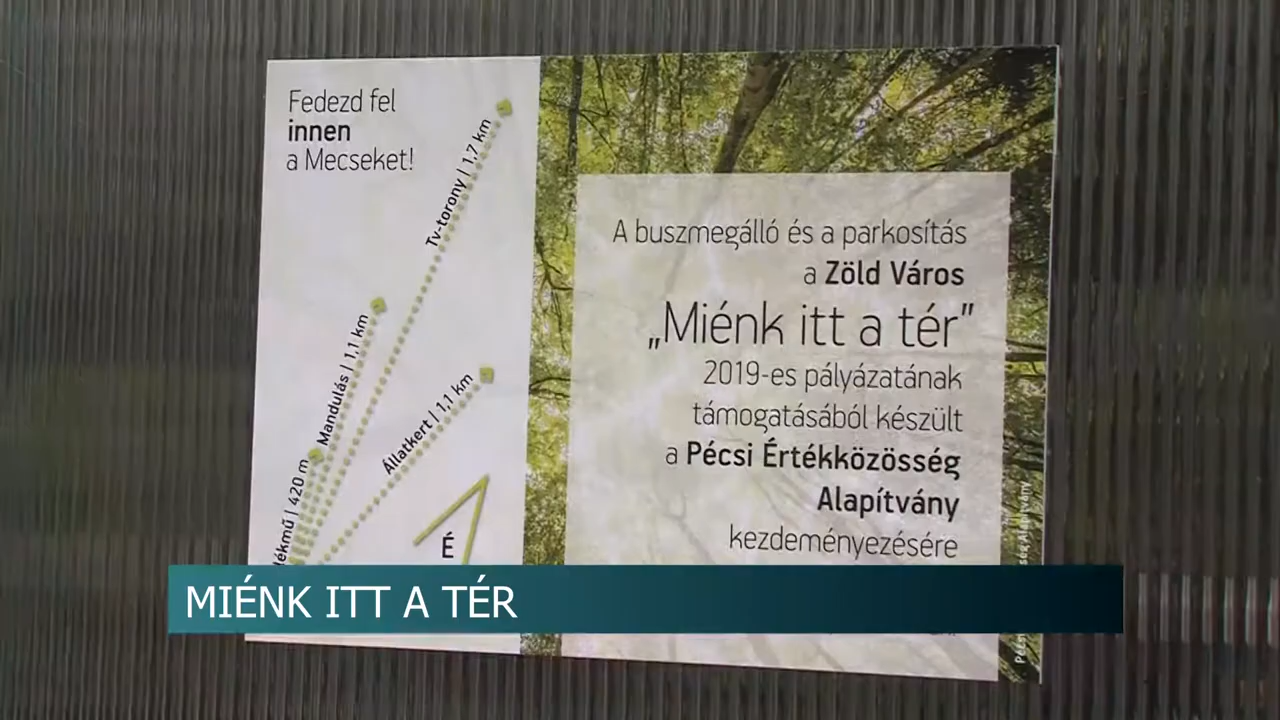 Fedezd fel
innen
a Mecseket!
Tv-torony | 1,7 km
Mandulás | 1,1 km
Állatkert | 1,1 km
420 m
É
A buszmegálló és a parkosítás
a Zöld Város
„Miénk itt a tér”
2019-es pályázatának
támogatásából készült
a Pécsi Értékközösség
Alapítvány
kezdeményezésére
MIÉNK ITT A TÉR